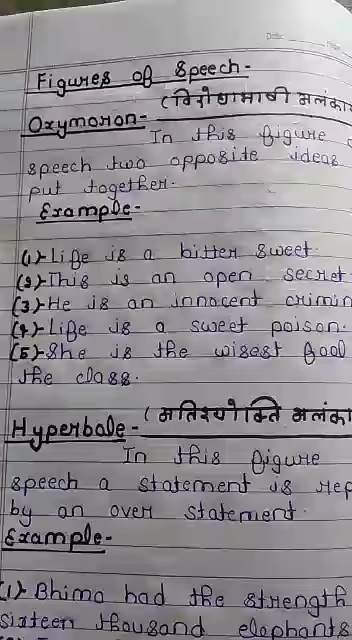 Date
Figures of Speech-
(विरोधाभाषी अलंकार
Oxymoron-
In this figure
speech two opposite ideas
put together.
Example-
(1) Life is a bitter sweet.
(2) This is an open secret.
(3) He is an innocent crimin
(4) Life is a sweet poison.
(5) She is the wisest fool
the class.
(अतिश्योक्ति अलंका
Hyperbole-
In this figure
speech a statement is rep
by an over statement.
Example-
(1) Bhima had the strength
sixteen thousand elephants